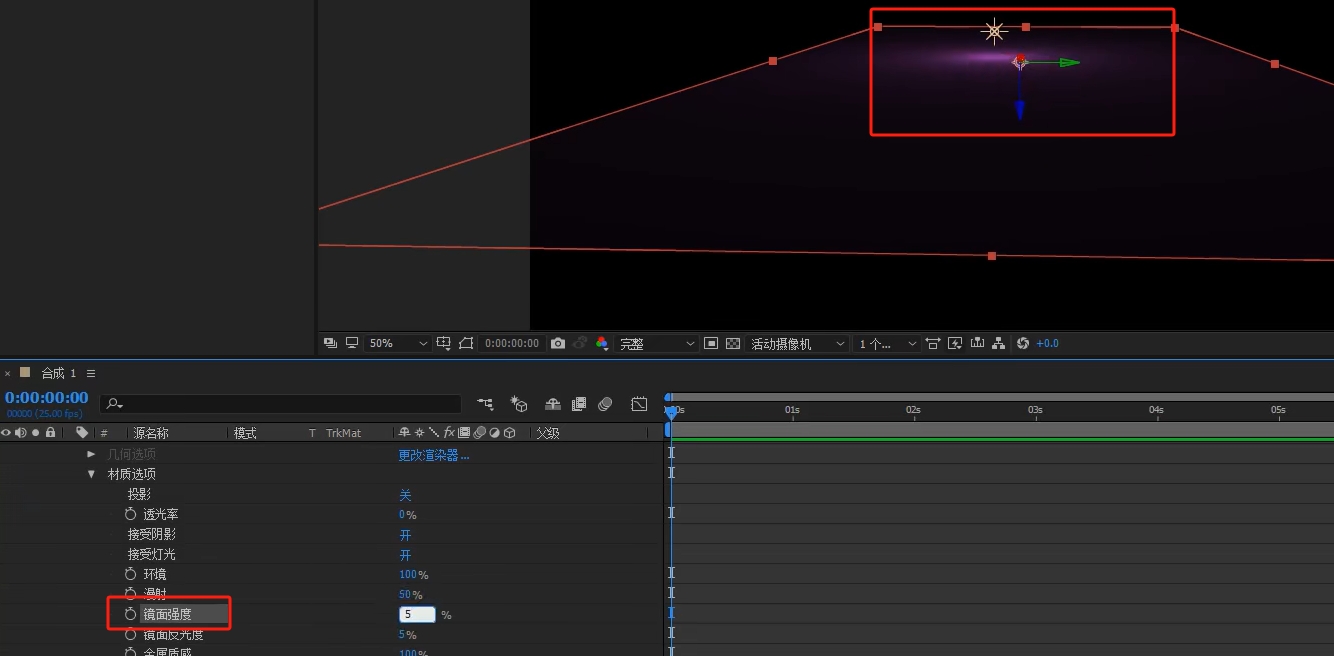 50% 0:00:00:00 完整 活动摄像机 1 个... +0.0
× 合成 1 ≡
0:00:00:00
00000 (25.00 fps)
00s 01s 02s 03s 04s 05s
# 源名称 模式 T TrkMat fx 父级
几何选项 更改渲染器...
材质选项
投影 关
透光率 0%
接受阴影 开
接受灯光 开
环境 100%
漫射 50%
镜面强度 5 %
镜面反光度 5%
金属质感 100%